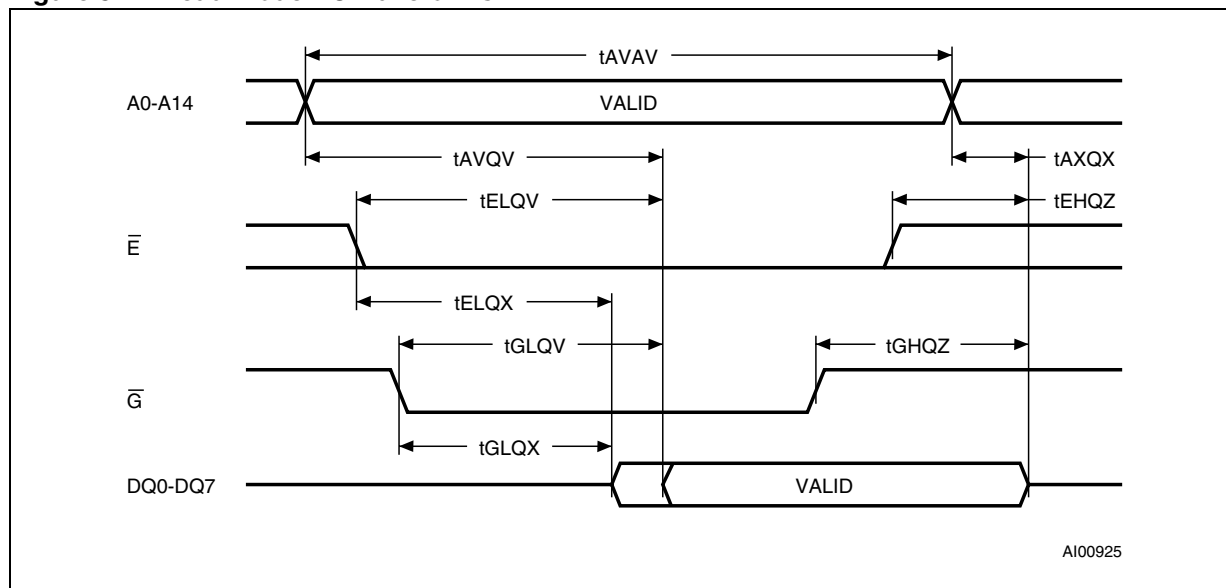 tAVAV
A0-A14
VALID
tAVQV
tAXQX
tELQV
tEHQZ
E̅
tELQX
tGLQV
tGHQZ
G̅
tGLQX
DQ0-DQ7
VALID
AI00925